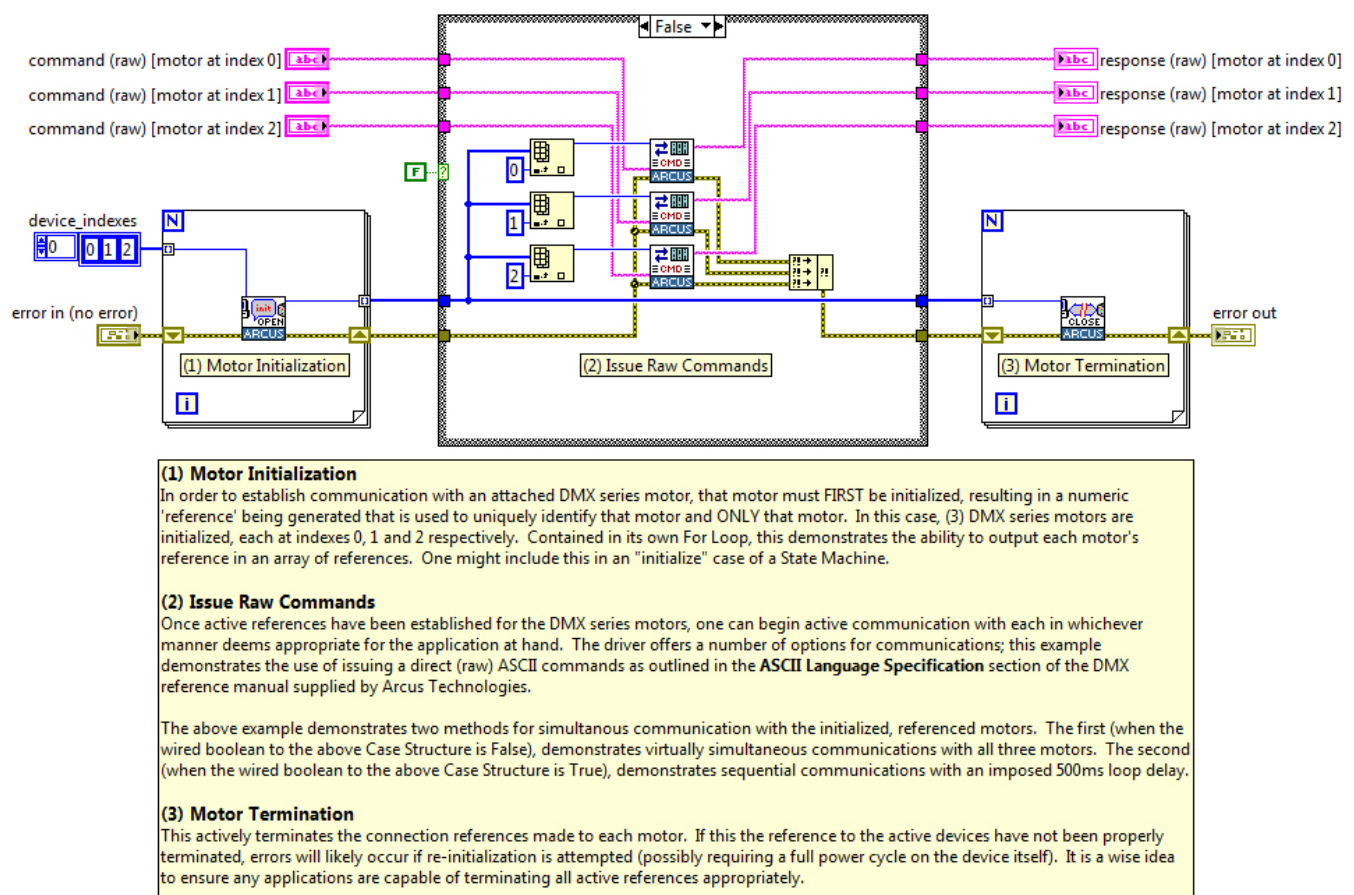 False
command (raw) [motor at index 0] abc
abc response (raw) [motor at index 0]
command (raw) [motor at index 1] abc
abc response (raw) [motor at index 1]
command (raw) [motor at index 2] abc
abc response (raw) [motor at index 2]
0
CMD
ARCUS
F ?
1
CMD
ARCUS
2
CMD
ARCUS
?!
?!
?!
?!
N
device_indexes
0 0 1 2
error in (no error)
init
OPEN
ARCUS
(1) Motor Initialization
i
(2) Issue Raw Commands
N
CLOSE
ARCUS
error out
(3) Motor Termination
i
(1) Motor Initialization
In order to establish communication with an attached DMX series motor, that motor must FIRST be initialized, resulting in a numeric
'reference' being generated that is used to uniquely identify that motor and ONLY that motor. In this case, (3) DMX series motors are
initialized, each at indexes 0, 1 and 2 respectively. Contained in its own For Loop, this demonstrates the ability to output each motor's
reference in an array of references. One might include this in an "initialize" case of a State Machine.
(2) Issue Raw Commands
Once active references have been established for the DMX series motors, one can begin active communication with each in whichever
manner deems appropriate for the application at hand. The driver offers a number of options for communications; this example
demonstrates the use of issuing a direct (raw) ASCII commands as outlined in the ASCII Language Specification section of the DMX
reference manual supplied by Arcus Technologies.
The above example demonstrates two methods for simultanous communication with the initialized, referenced motors. The first (when the
wired boolean to the above Case Structure is False), demonstrates virtually simultaneous communications with all three motors. The second
(when the wired boolean to the above Case Structure is True), demonstrates sequential communications with an imposed 500ms loop delay.
(3) Motor Termination
This actively terminates the connection references made to each motor. If this the reference to the active devices have not been properly
terminated, errors will likely occur if re-initialization is attempted (possibly requiring a full power cycle on the device itself). It is a wise idea
to ensure any applications are capable of terminating all active references appropriately.